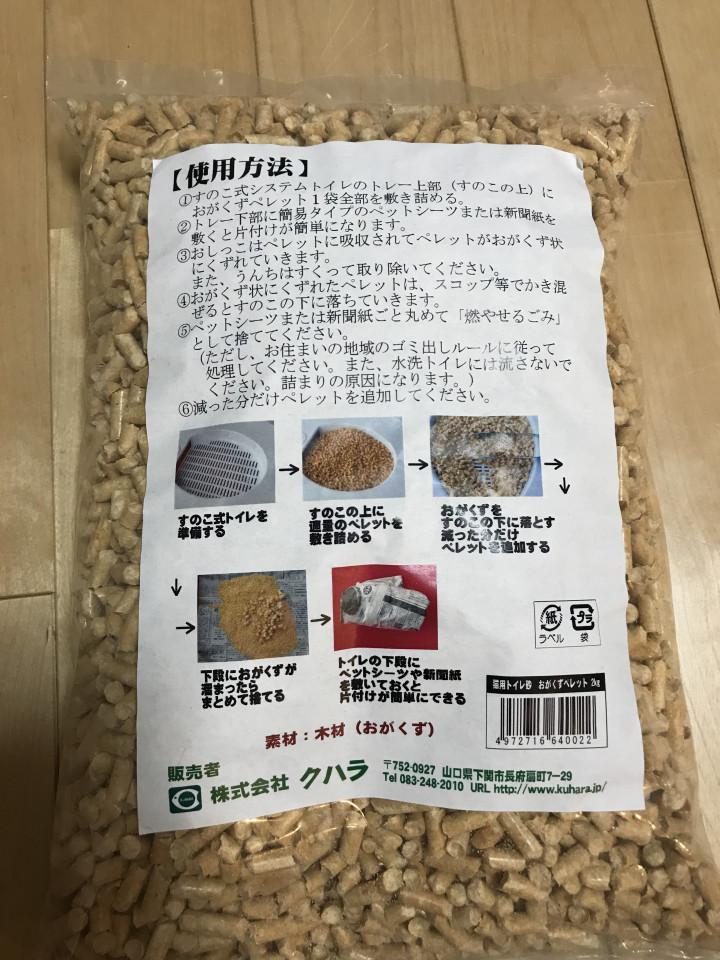 【使用方法】
①すのこ式システムトイレのトレー上部（すのこの上）に
おがくずペレット１袋全部を敷き詰める。
②トレー下部に簡易タイプのペットシーツまたは新聞紙を
敷くと片付けが簡単になります。
③おしっこはペレットに吸収されてペレットがおがくず状
にくずれていきます。
また、うんちはすくって取り除いてください。
④おがくず状にくずれたペレットは、スコップ等でかき混
ぜるとすのこの下に落ちていきます。
⑤ペットシーツまたは新聞紙ごと丸めて「燃やせるごみ」
として捨ててください。
（ただし、お住まいの地域のゴミ出しルールに従って
処理してください。また、水洗トイレには流さないで
ください。詰まりの原因になります。）
⑥減った分だけペレットを追加してください。
→ → →
↓
すのこ式トイレを
準備する
すのこの上に
適量のペレットを
敷き詰める
おがくずを
すのこの下に落とす
減った分だけ
ペレットを追加する
↓
→ →
下段におがくずが
溜まったら
まとめて捨てる
トイレの下段に
ペットシーツや新聞紙
を敷いておくと
片付けが簡単にできる
紙
ラベル
プラ
袋
猫用トイレ砂 おがくずペレット 2kg
4972716640022
素材：木材（おがくず）
販売者
株式会社 クハラ
〒752-0927 山口県下関市長府扇町7-29
Tel 083-248-2010 URL http://www.kuhara.jp/